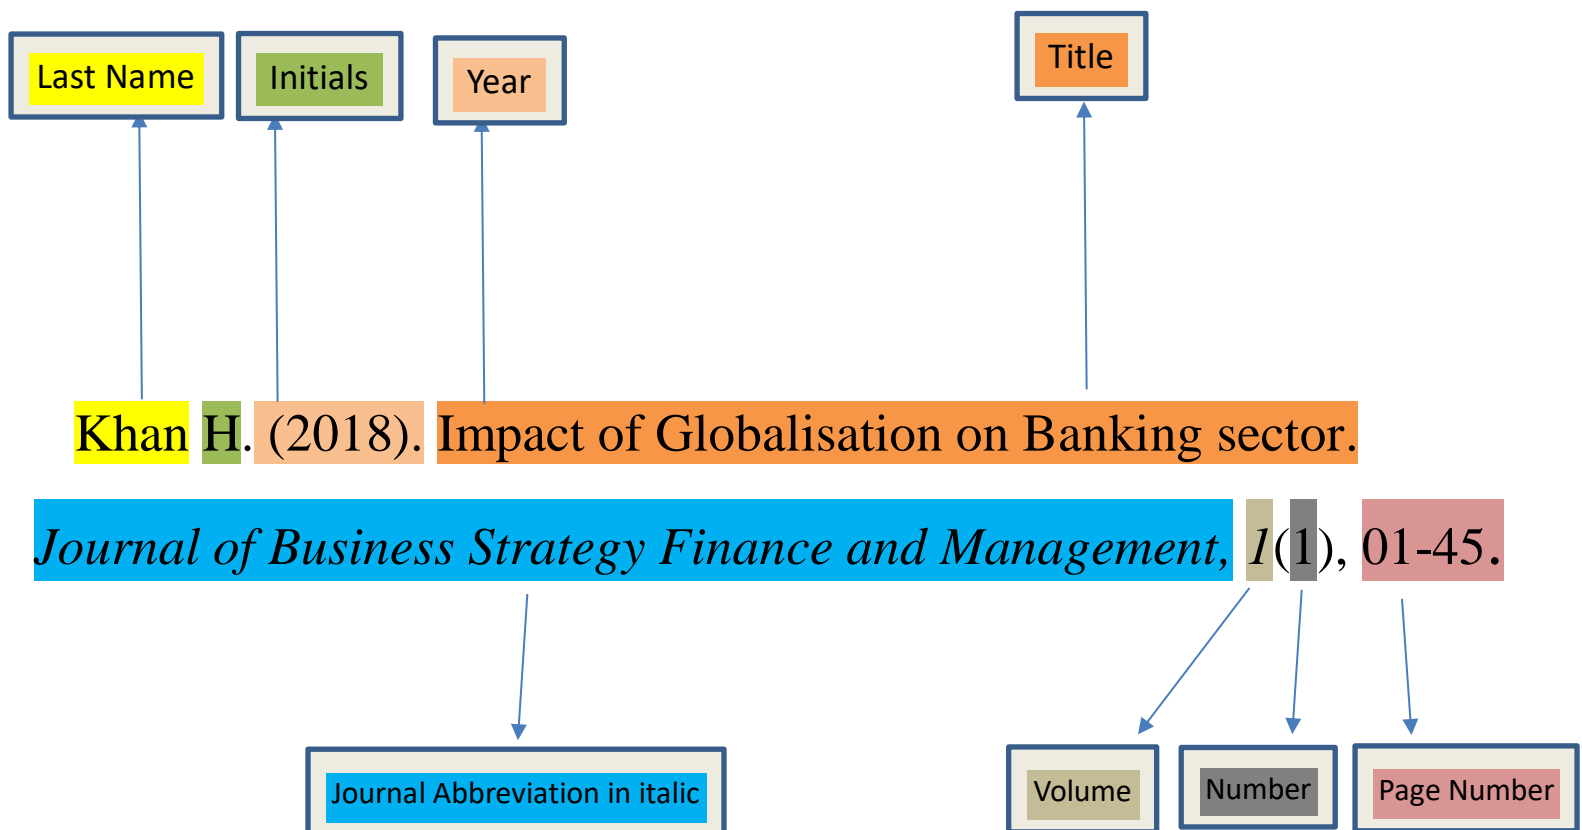 Last Name
Initials
Year
Title
Khan H. (2018). Impact of Globalisation on Banking sector.
Journal of Business Strategy Finance and Management, 1(1), 01-45.
Journal Abbreviation in italic
Volume
Number
Page Number